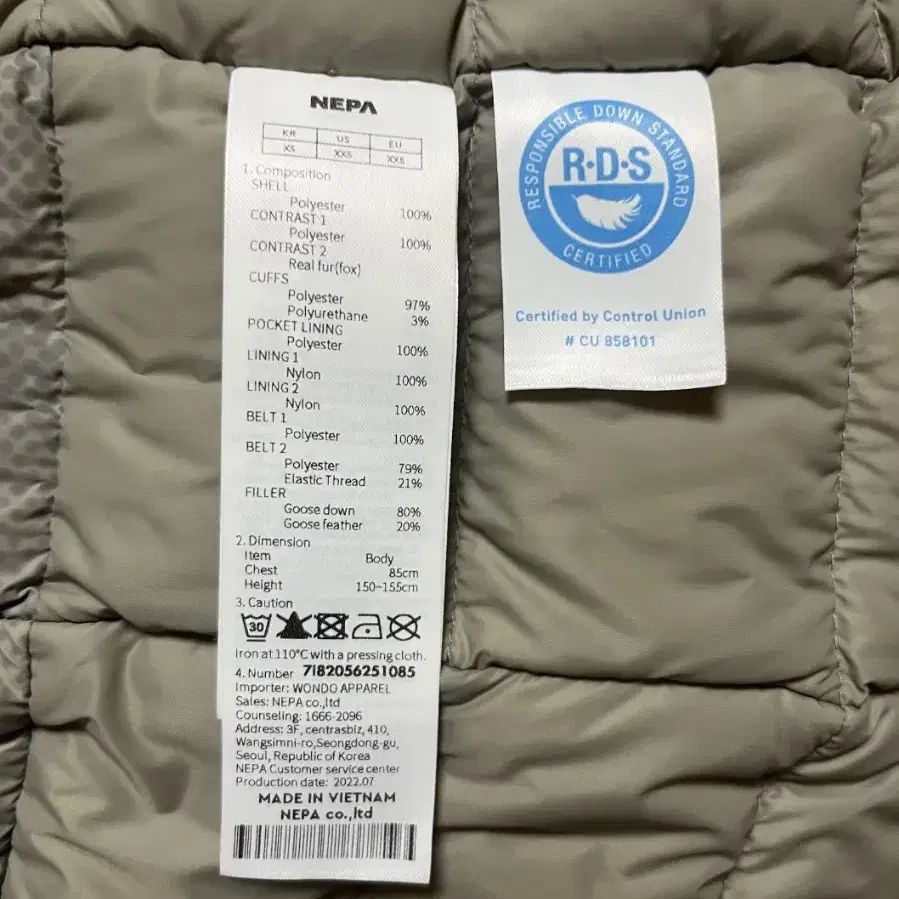 NEPA
KR US EU
XS XXS XXS
1. Composition
SHELL
Polyester 100%
CONTRAST 1
Polyester 100%
CONTRAST 2
Real fur(fox)
CUFFS
Polyester 97%
Polyurethane 3%
POCKET LINING
Polyester 100%
LINING 1
Nylon 100%
LINING 2
Nylon 100%
BELT 1
Polyester 100%
BELT 2
Polyester 79%
Elastic Thread 21%
FILLER
Goose down 80%
Goose feather 20%
2. Dimension
Item Body
Chest 85cm
Height 150~155cm
3. Caution
30
Iron at 110°C with a pressing cloth.
4. Number 7I82056251085
Importer: WONDO APPAREL
Sales: NEPA co.,ltd
Counseling: 1666-2096
Address: 3F, centrasbiz, 410,
Wangsimni-ro,Seongdong-gu,
Seoul, Republic of Korea
NEPA Customer service center
Production date: 2022.07
MADE IN VIETNAM
NEPA co.,ltd
RESPONSIBLE DOWN STANDARD
R·D·S
CERTIFIED
Certified by Control Union
# CU 858101